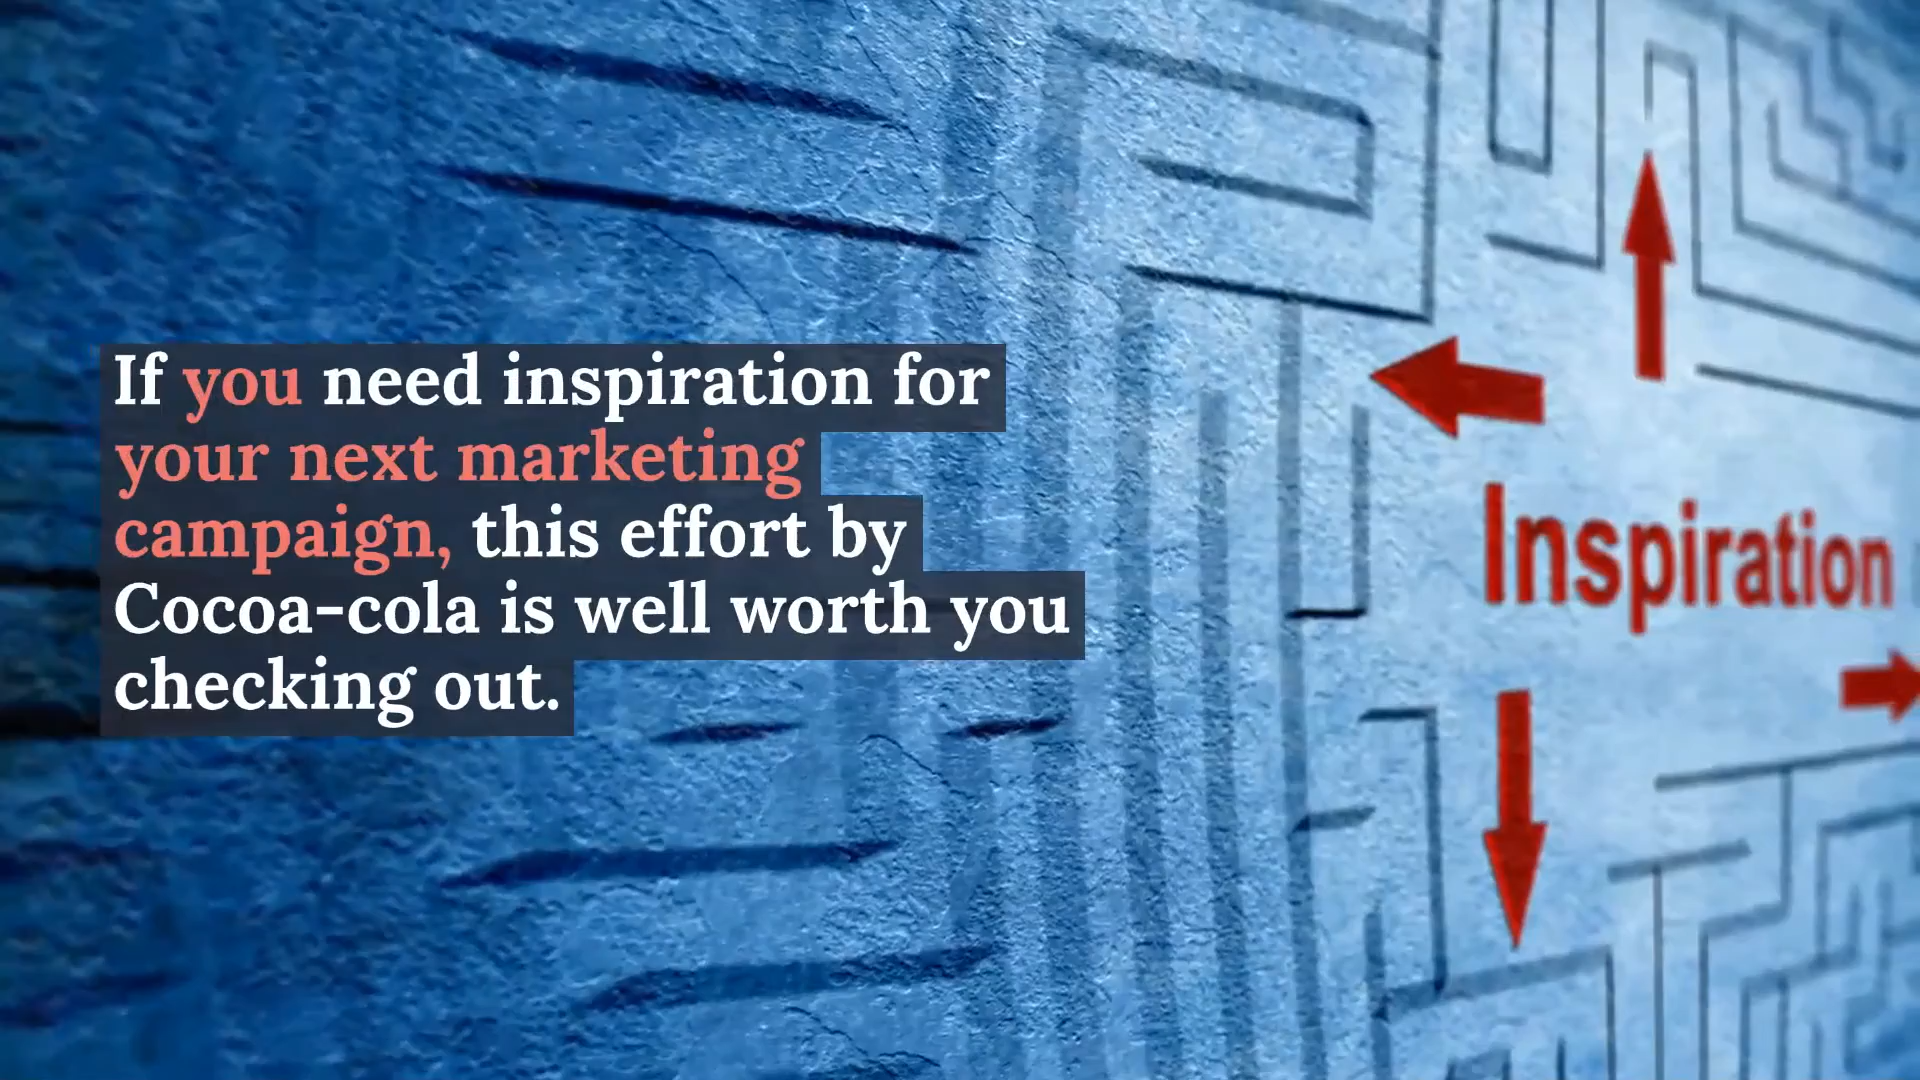 If you need inspiration for
your next marketing
campaign, this effort by
Cocoa-cola is well worth you
checking out.
Inspiration